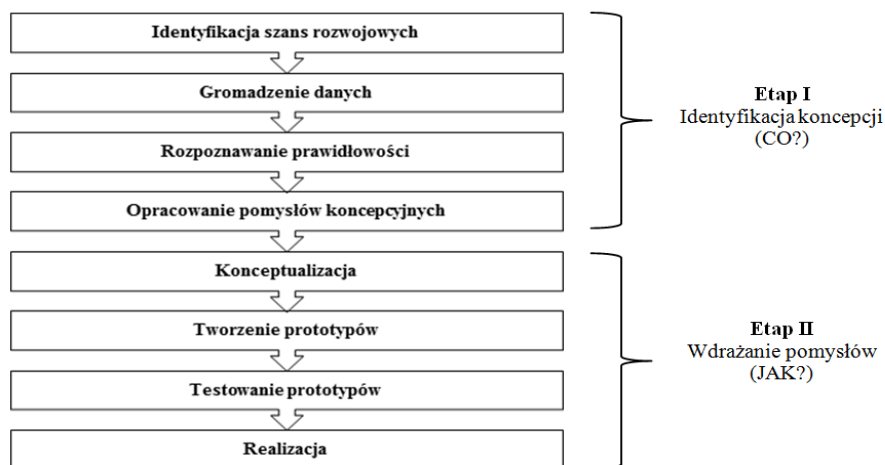 Identyfikacja szans rozwojowych
Gromadzenie danych
Rozpoznawanie prawidłowości
Opracowanie pomysłów koncepcyjnych
Etap I
Identyfikacja koncepcji
(CO?)
Konceptualizacja
Tworzenie prototypów
Testowanie prototypów
Realizacja
Etap II
Wdrażanie pomysłów
(JAK?)